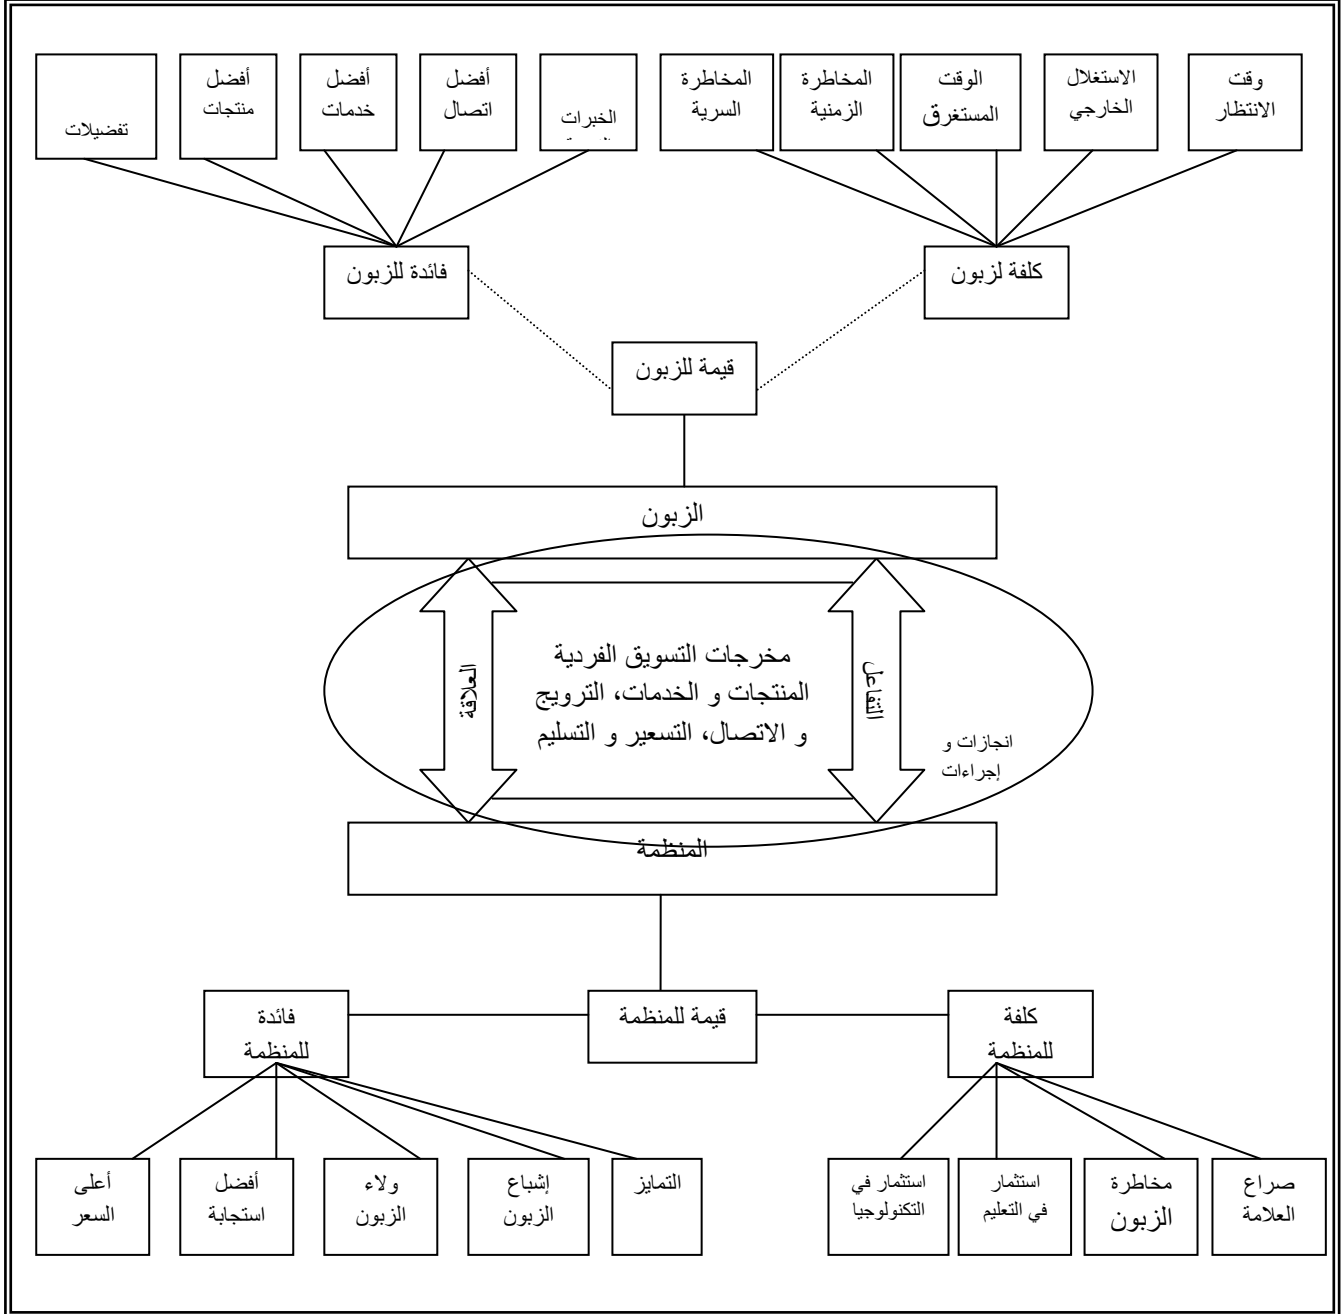 وقت
الانتظار
الاستغلال
الخارجي
الوقت
المستغرق
المخاطرة
الزمنية
المخاطرة
السرية
الخبرات
أفضل
اتصال
أفضل
خدمات
أفضل
منتجات
تفضيلات
كلفة لزبون
فائدة للزبون
قيمة للزبون
الزبون
التفاعل
العلاقة
مخرجات التسويق الفردية
المنتجات و الخدمات، الترويج
و الاتصال، التسعير و التسليم
انجازات و
إجراءات
المنظمة
كلفة
للمنظمة
قيمة للمنظمة
فائدة
للمنظمة
صراع
العلامة
مخاطرة
الزبون
استثمار
في التعليم
استثمار في
التكنولوجيا
التمايز
إشباع
الزبون
ولاء
الزبون
أفضل
استجابة
أعلى
السعر